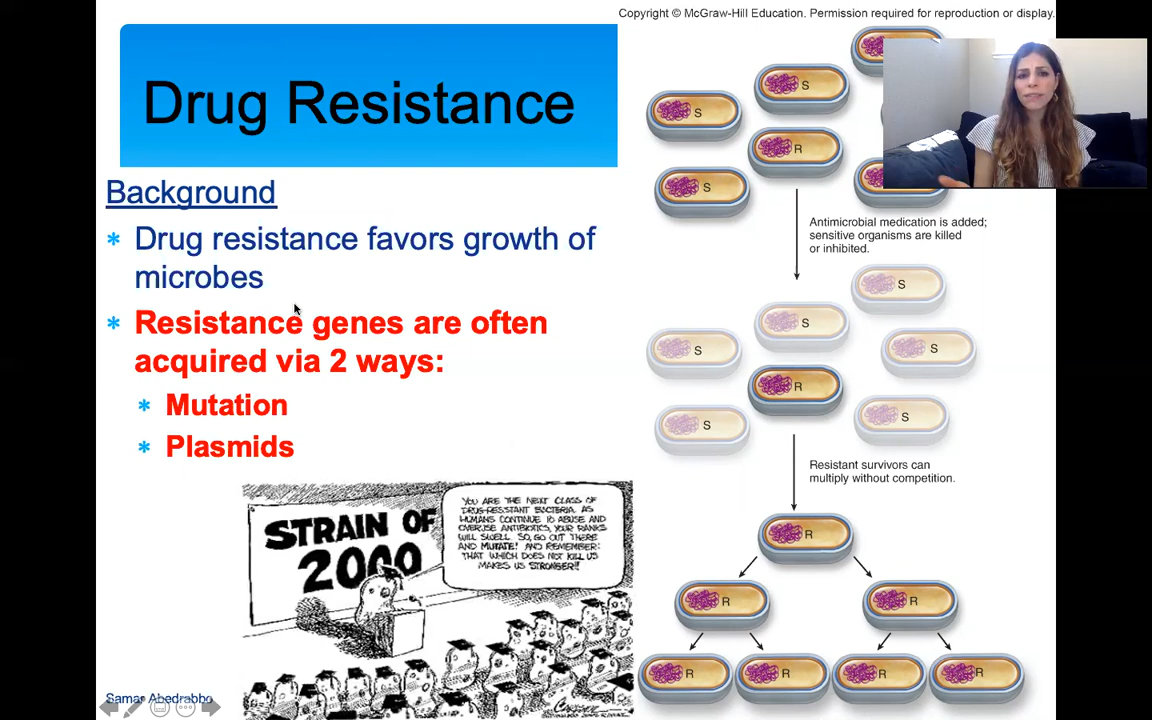 Copyright © McGraw-Hill Education. Permission required for reproduction or display.
Drug Resistance
Background
* Drug resistance favors growth of
microbes
* Resistance genes are often
acquired via 2 ways:
* Mutation
* Plasmids
STRAIN OF
2000
YOU ARE THE NEXT CLASS OF
DRUG-RESISTANT BACTERIA. AS
HUMANS CONTINUE TO ABUSE AND
OVERUSE ANTIBIOTICS, YOUR RANKS
WILL SWELL. SO, GO OUT THERE
AND MUTATE! AND REMEMBER:
THAT WHICH DOES NOT KILL US
MAKES US STRONGER!!
Samar Abedrabbo
S
S
R
S
Antimicrobial medication is added;
sensitive organisms are killed
or inhibited.
S
S
S
S
R
S
S
Resistant survivors can
multiply without competition.
R
R
R
R
R
R
R